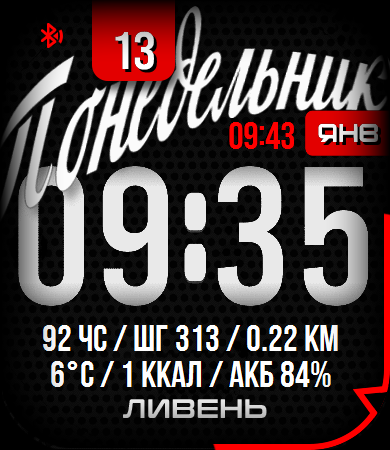 13
Понедельник
09:43 ЯНВ
09:35
92 ЧС / ШГ 313 / 0.22 КМ
6°C / 1 ККАЛ / АКБ 84%
ЛИВЕНЬ